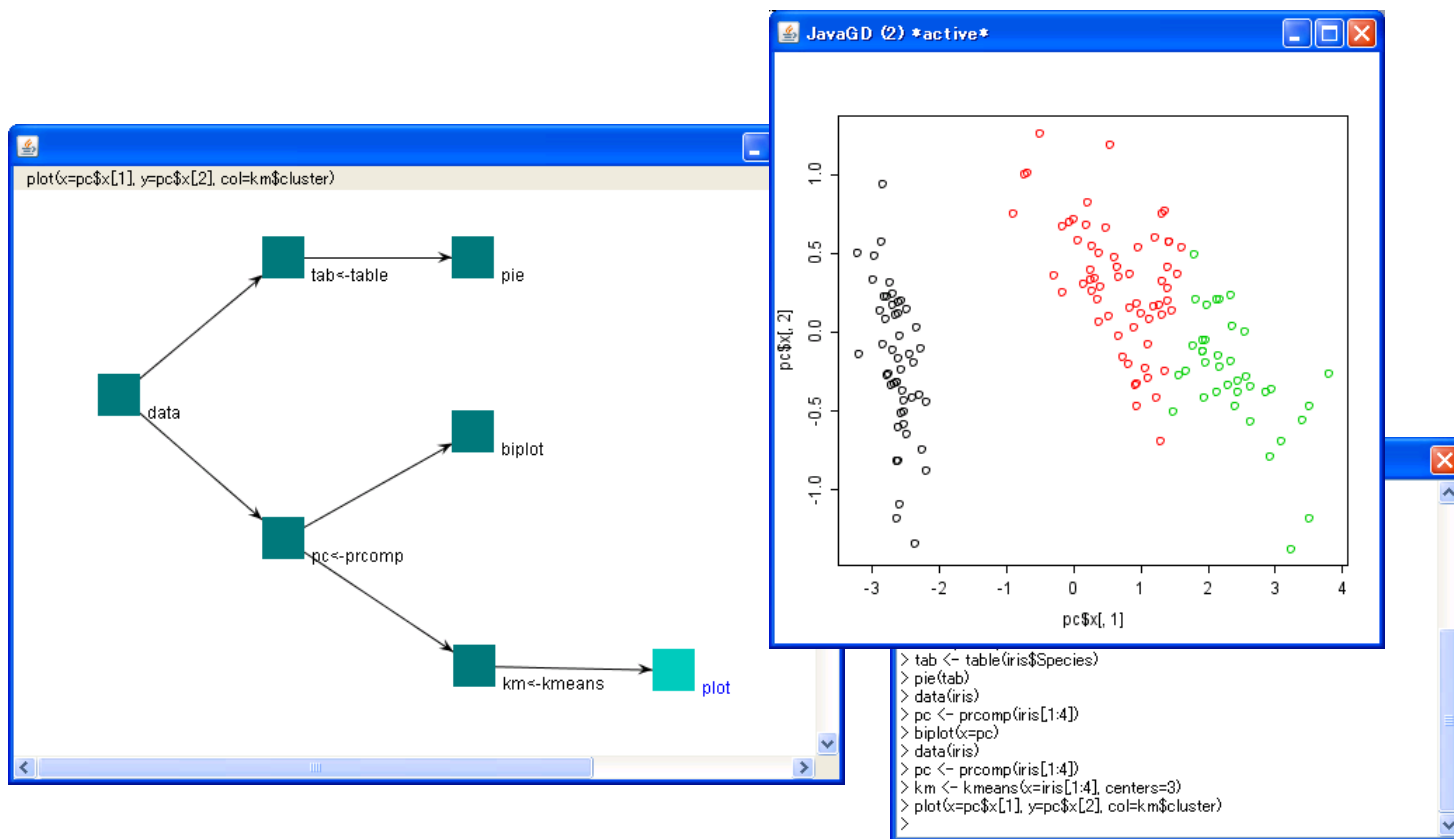 plot(x=pc$x[,1], y=pc$x[,2], col=km$cluster)
tab<-table
pie
data
biplot
pc<-prcomp
km<-kmeans
plot
JavaGD (2) *active*
pc$x[, 2]
1.0
0.5
0.0
-0.5
-1.0
-3 -2 -1 0 1 2 3 4
pc$x[, 1]
> tab <- table(iris$Species)
> pie(tab)
> data(iris)
> pc <- prcomp(iris[,1:4])
> biplot(x=pc)
> data(iris)
> pc <- prcomp(iris[,1:4])
> km <- kmeans(x=iris[,1:4], centers=3)
> plot(x=pc$x[,1], y=pc$x[,2], col=km$cluster)
>